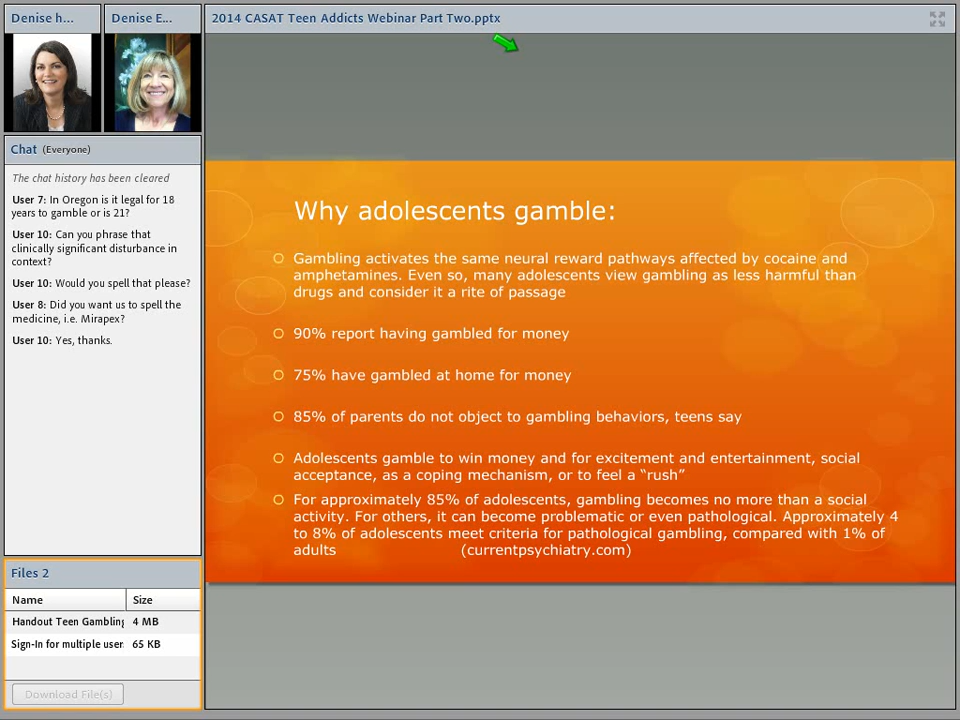 Denise h...
Denise E...
2014 CASAT Teen Addicts Webinar Part Two.pptx
Chat (Everyone)
The chat history has been cleared
User 7: In Oregon is it legal for 18
years to gamble or is 21?
User 10: Can you phrase that
clinically significant disturbance in
context?
User 10: Would you spell that please?
User 8: Did you want us to spell the
medicine, i.e. Mirapex?
User 10: Yes, thanks.
Files 2
Name Size
Handout Teen Gambling 4 MB
Sign-In for multiple user 65 KB
Download File(s)
Why adolescents gamble:
Gambling activates the same neural reward pathways affected by cocaine and
amphetamines. Even so, many adolescents view gambling as less harmful than
drugs and consider it a rite of passage
90% report having gambled for money
75% have gambled at home for money
85% of parents do not object to gambling behaviors, teens say
Adolescents gamble to win money and for excitement and entertainment, social
acceptance, as a coping mechanism, or to feel a “rush”
For approximately 85% of adolescents, gambling becomes no more than a social
activity. For others, it can become problematic or even pathological. Approximately 4
to 8% of adolescents meet criteria for pathological gambling, compared with 1% of
adults (currentpsychiatry.com)